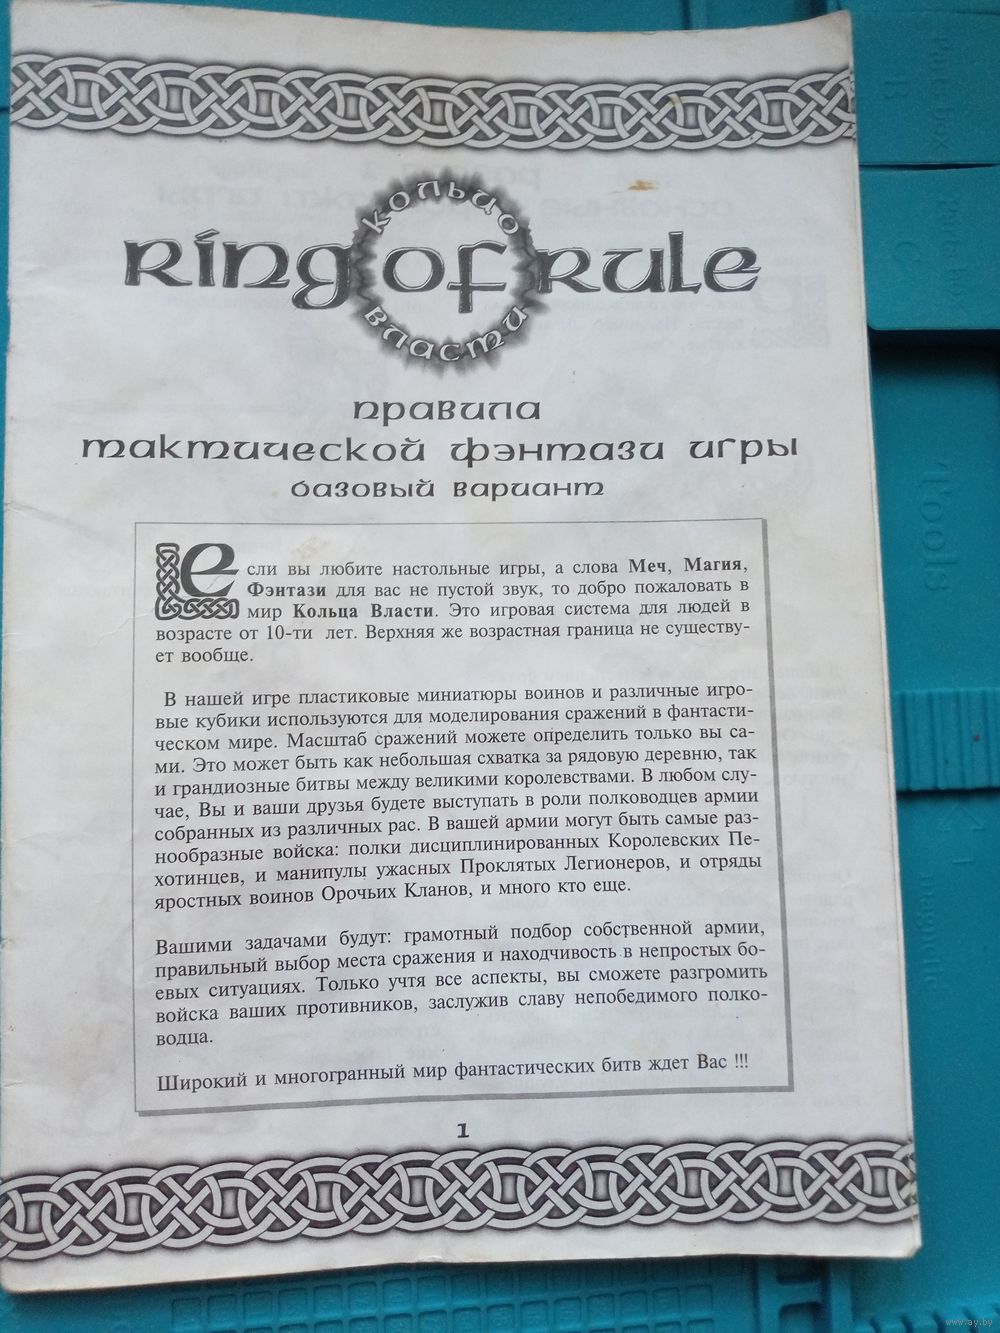 Ring of Rule
кольцо
власти
правила
тактической фэнтази игры
базовый вариант
Если вы любите настольные игры, а слова Меч, Магия,
Фэнтази для вас не пустой звук, то добро пожаловать в
мир Кольца Власти. Это игровая система для людей в
возрасте от 10-ти лет. Верхняя же возрастная граница не существу-
ет вообще.
В нашей игре пластиковые миниатюры воинов и различные игро-
вые кубики используются для моделирования сражений в фантасти-
ческом мире. Масштаб сражений можете определить только вы са-
ми. Это может быть как небольшая схватка за рядовую деревню, так
и грандиозные битвы между великими королевствами. В любом слу-
чае, Вы и ваши друзья будете выступать в роли полководцев армии
собранных из различных рас. В вашей армии могут быть самые раз-
нообразные войска: полки дисциплинированных Королевских Пе-
хотинцев, и манипулы ужасных Проклятых Легионеров, и отряды
яростных воинов Орочьих Кланов, и много кто еще.
Вашими задачами будут: грамотный подбор собственной армии,
правильный выбор места сражения и находчивость в непростых бо-
евых ситуациях. Только учтя все аспекты, вы сможете разгромить
войска ваших противников, заслужив славу непобедимого полко-
водца.
Широкий и многогранный мир фантастических битв ждет Вас !!!
1
Tools
magnetic
www.ay.by